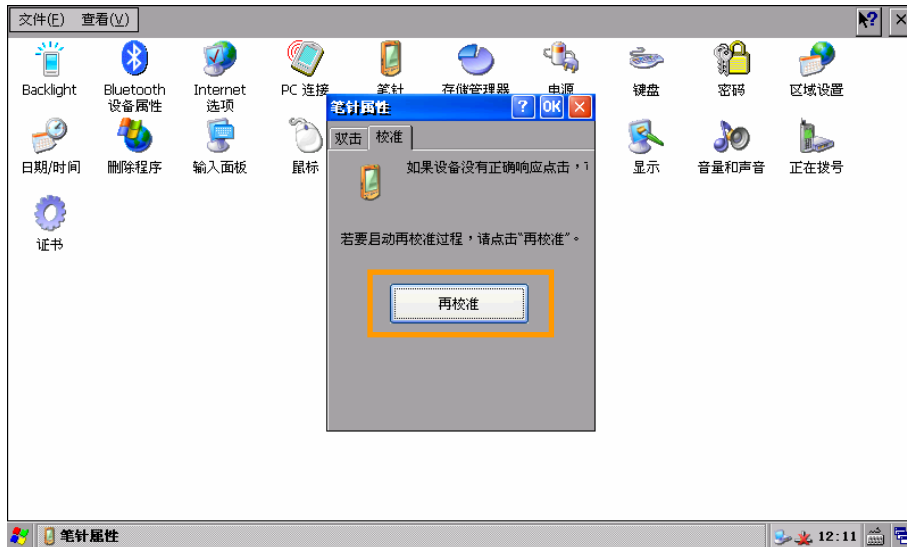 文件(F) 查看(V)
Backlight
Bluetooth
设备属性
Internet
选项
PC 连接
笔针
存储管理器
电源
键盘
密码
区域设置
日期/时间
删除程序
输入面板
鼠标
显示
音量和声音
正在拨号
证书
笔针属性
? OK
双击 校准
如果设备没有正确响应点击，
若要启动再校准过程，请点击"再校准"。
再校准
笔针属性
12:11